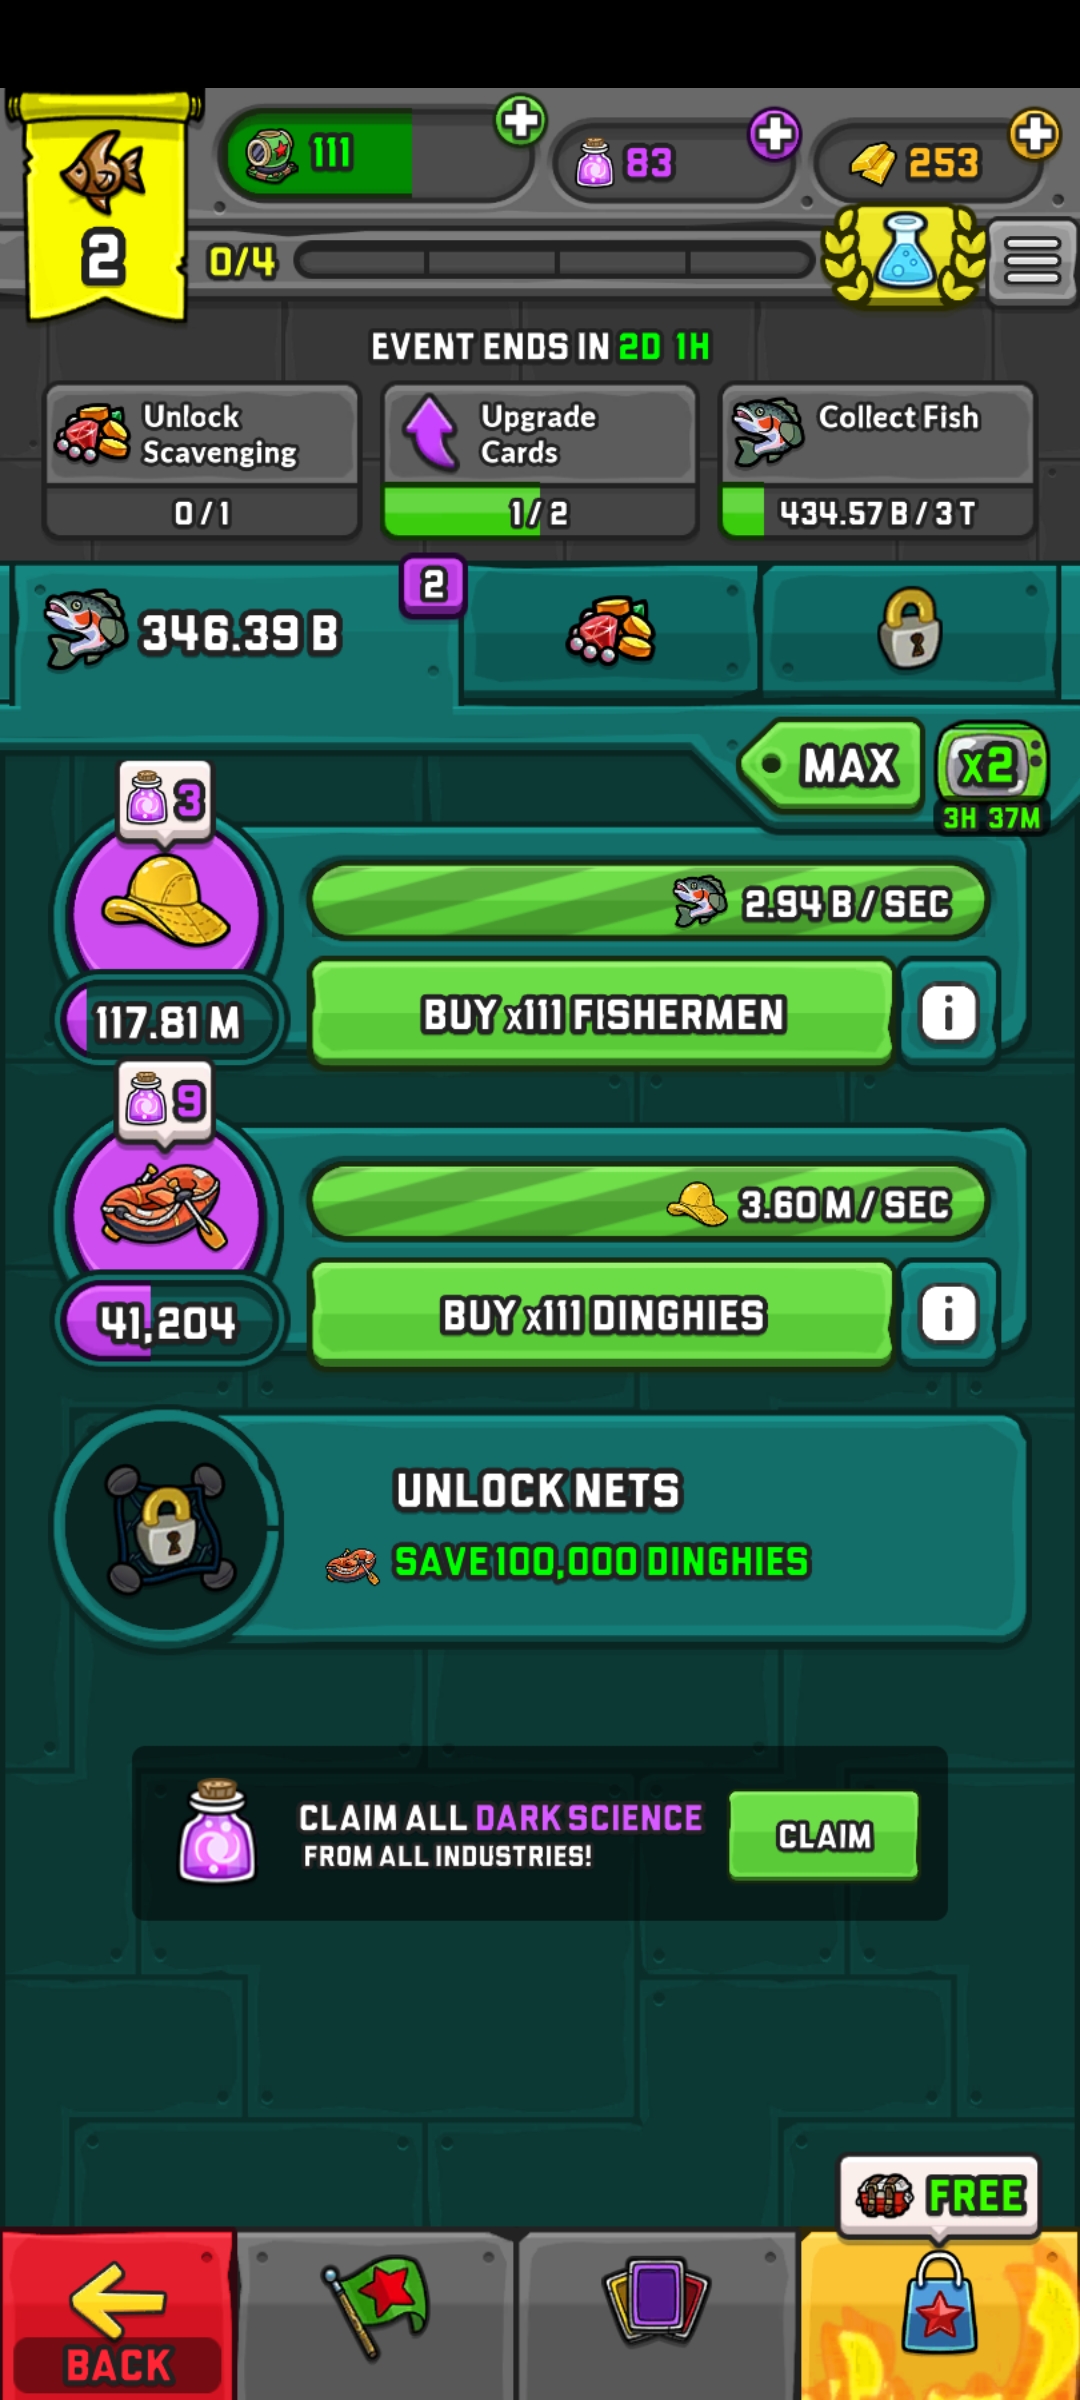 111
83
253
2
0/4
EVENT ENDS IN 2D 1H
Unlock
Scavenging
0/1
Upgrade
Cards
1/2
Collect Fish
434.57 B / 3 T
346.39 B
2
MAX
x2
3H 37M
3
2.94 B / SEC
117.81 M
BUY x111 FISHERMEN
i
9
3.60 M / SEC
41,204
BUY x111 DINGHIES
i
UNLOCK NETS
SAVE 100,000 DINGHIES
CLAIM ALL DARK SCIENCE
FROM ALL INDUSTRIES!
CLAIM
FREE
BACK